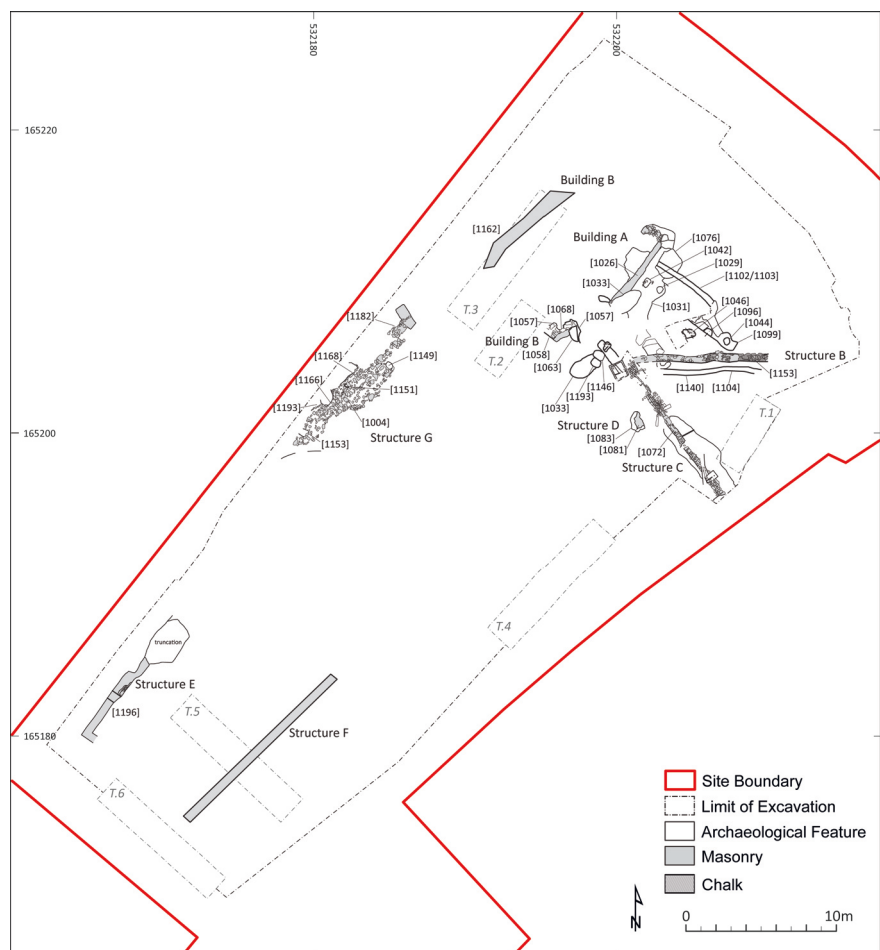 532180
532280
165220
Building B
[1162]
Building A
[1076]
[1042]
[1026]
[1029]
[1102/1103]
[1033]
[1031]
T.3
[1182]
[1068]
[1057]
[1057]
[1046]
[1096]
[1044]
[1099]
Building B
[1058]
[1063]
T.2
[1168]
[1149]
[1166]
[1151]
[1193]
[1004]
Structure G
[1153]
Structure B
[1153]
[1146]
[1193]
[1033]
[1140]
[1104]
T.1
Structure D
[1083]
[1081]
[1072]
Structure C
165200
T.4
truncation
Structure E
[1196]
T.5
Structure F
165180
T.6
Site Boundary
Limit of Excavation
Archaeological Feature
Masonry
Chalk
N
0 10m